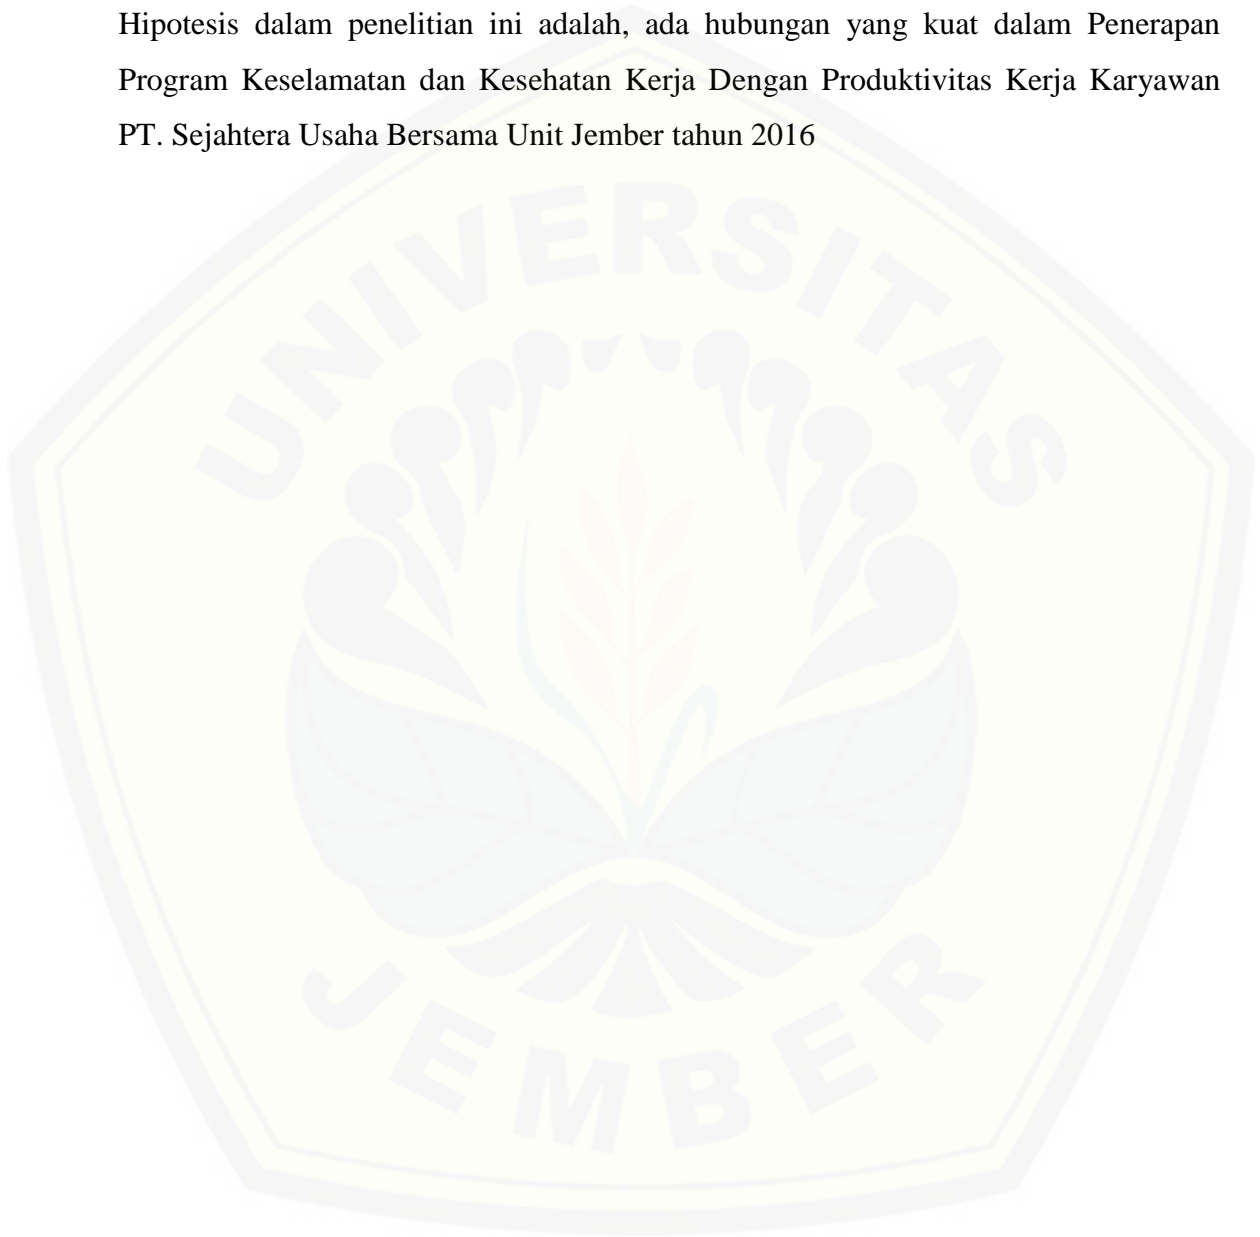 Hipotesis dalam penelitian ini adalah, ada hubungan yang kuat dalam Penerapan
Program Keselamatan dan Kesehatan Kerja Dengan Produktivitas Kerja Karyawan
PT. Sejahtera Usaha Bersama Unit Jember tahun 2016
UNIVERSITAS
JEMBER